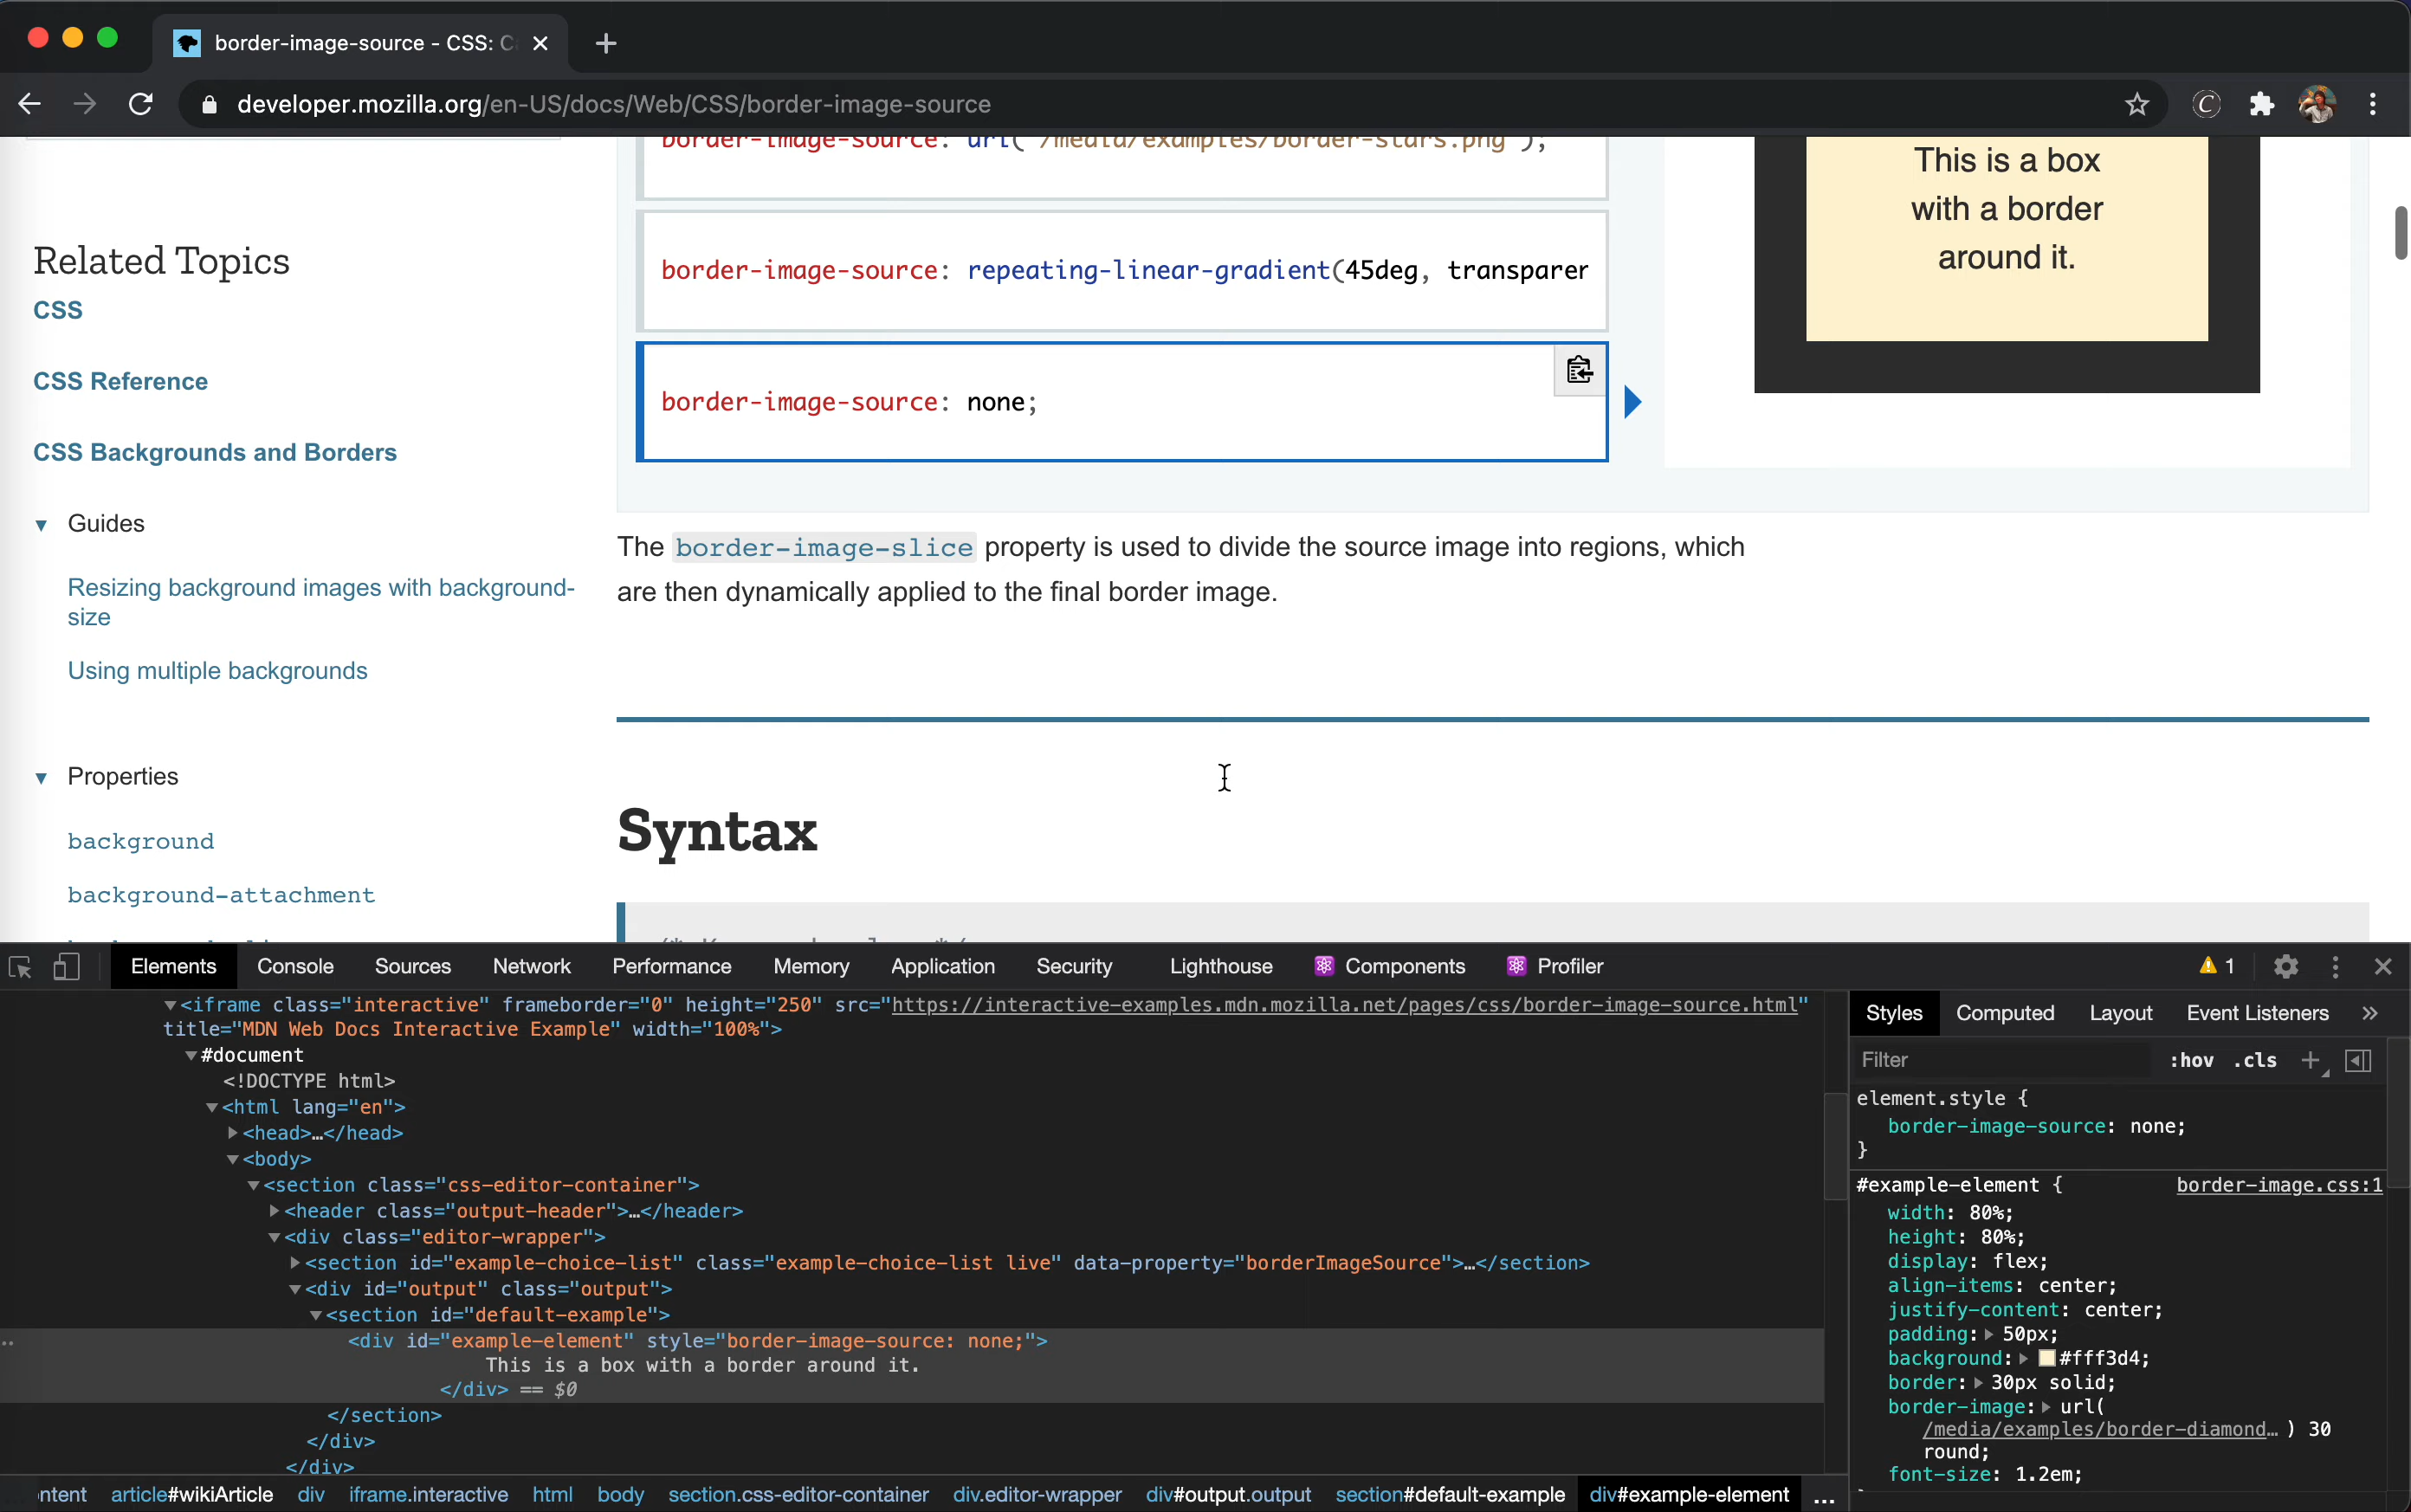 border-image-source - CSS: C
developer.mozilla.org/en-US/docs/Web/CSS/border-image-source
border-image-source: url("/media/examples/border-stars.png");
border-image-source: repeating-linear-gradient(45deg, transparer
border-image-source: none;
This is a box
with a border
around it.
Related Topics
CSS
CSS Reference
CSS Backgrounds and Borders
▼ Guides
Resizing background images with background-
size
Using multiple backgrounds
▼ Properties
background
background-attachment
The border-image-slice property is used to divide the source image into regions, which
are then dynamically applied to the final border image.
Syntax
Elements Console Sources Network Performance Memory Application Security Lighthouse Components Profiler 1
▼<iframe class="interactive" frameborder="0" height="250" src="https://interactive-examples.mdn.mozilla.net/pages/css/border-image-source.html"
title="MDN Web Docs Interactive Example" width="100%">
▼#document
<!DOCTYPE html>
▼<html lang="en">
▶<head>…</head>
▼<body>
▼<section class="css-editor-container">
▶<header class="output-header">…</header>
▼<div class="editor-wrapper">
▶<section id="example-choice-list" class="example-choice-list live" data-property="borderImageSource">…</section>
▼<div id="output" class="output">
▼<section id="default-example">
<div id="example-element" style="border-image-source: none;">
This is a box with a border around it.
</div> == $0
</section>
</div>
</div>
ntent article#wikiArticle div iframe.interactive html body section.css-editor-container div.editor-wrapper div#output.output section#default-example div#example-element ...
Styles Computed Layout Event Listeners »
Filter :hov .cls +
element.style {
border-image-source: none;
}
#example-element { border-image.css:1
width: 80%;
height: 80%;
display: flex;
align-items: center;
justify-content: center;
padding:▶ 50px;
background:▶ #fff3d4;
border:▶ 30px solid;
border-image:▶ url(
/media/examples/border-diamond… ) 30
round;
font-size: 1.2em;